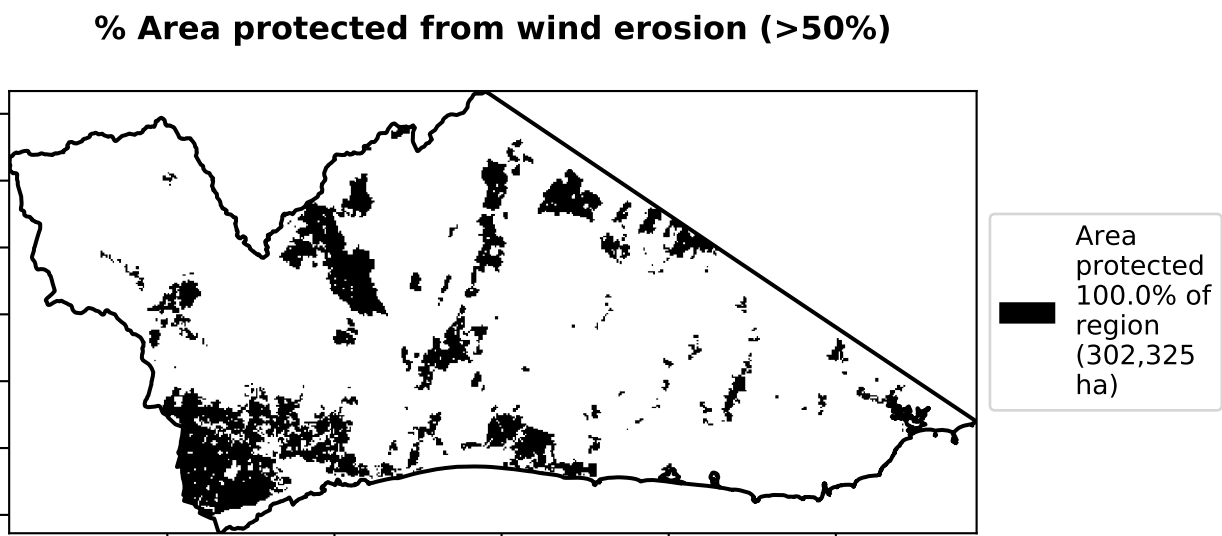 % Area protected from wind erosion (>50%)
Area
protected
100.0% of
region
(302,325
ha)